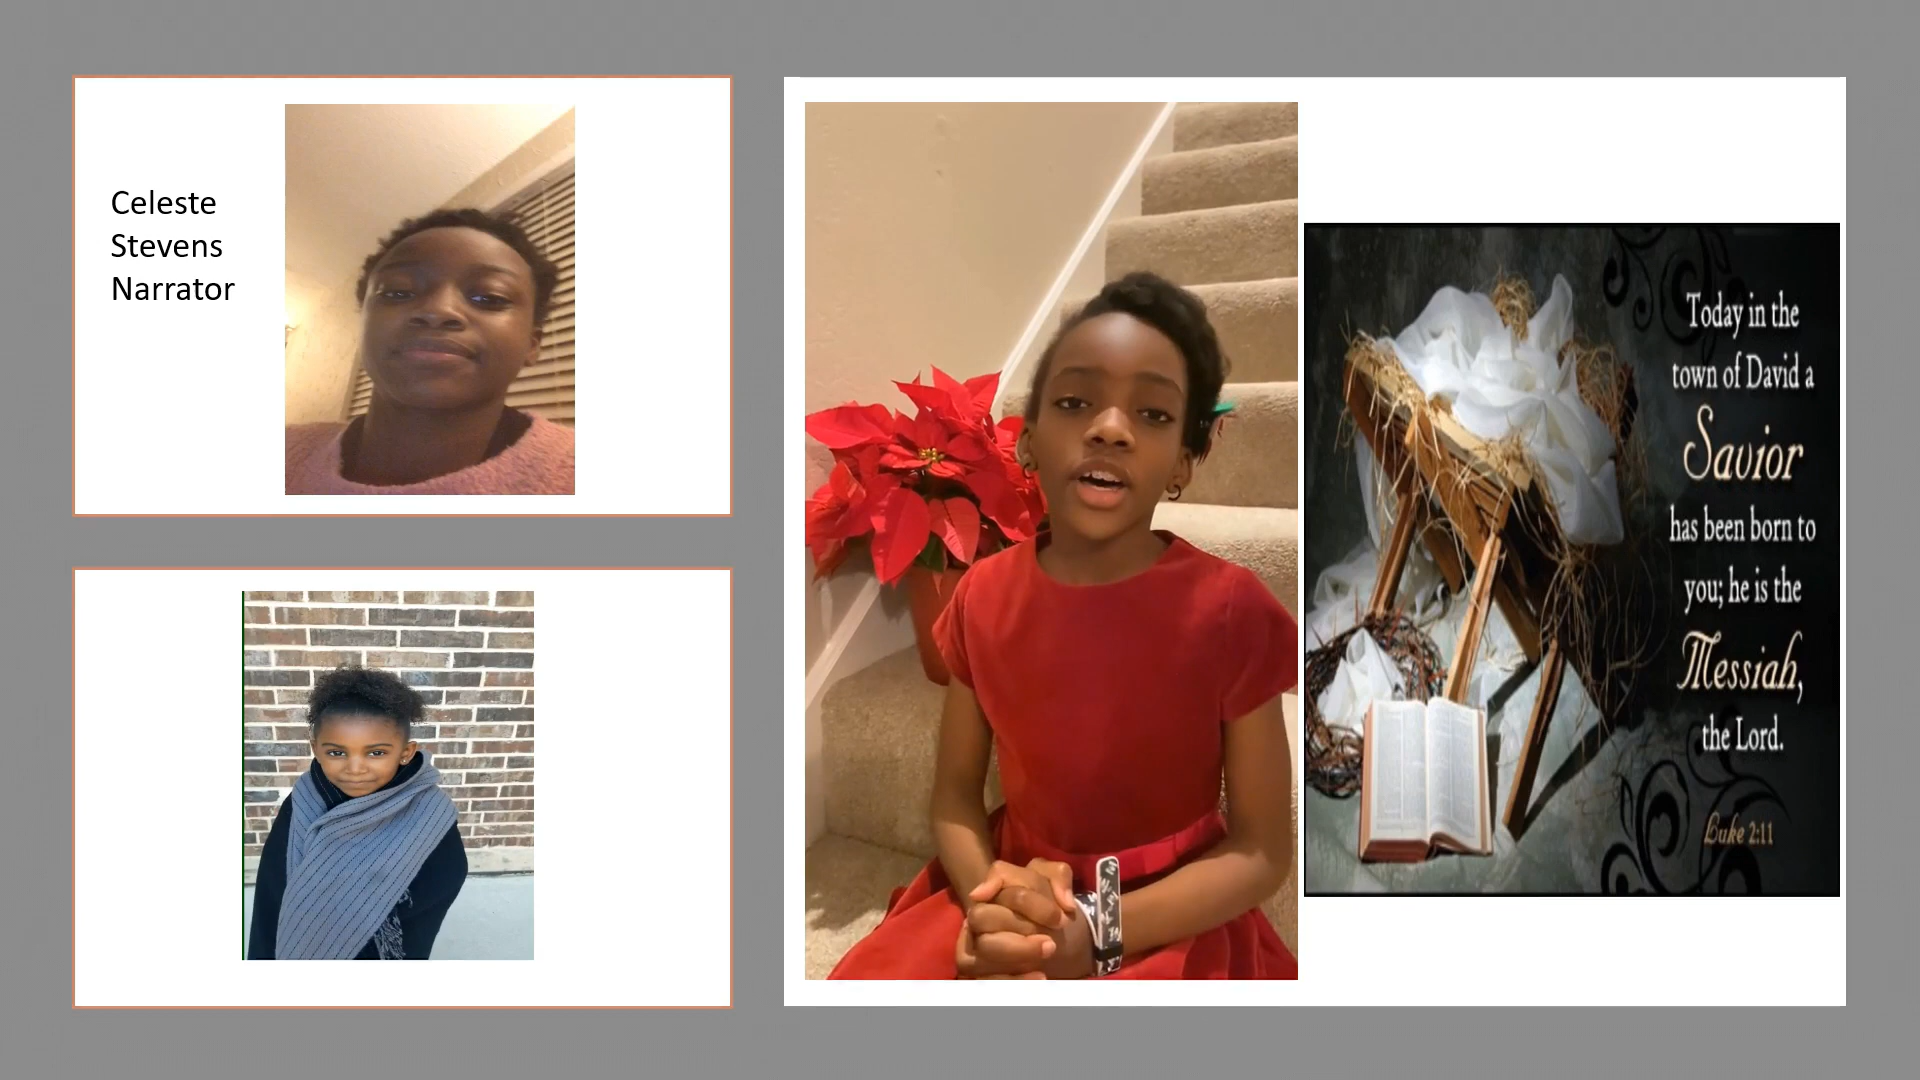 Celeste
Stevens
Narrator
Today in the
town of David a
Savior
has been born to
you; he is the
Messiah,
the Lord.
Luke 2:11